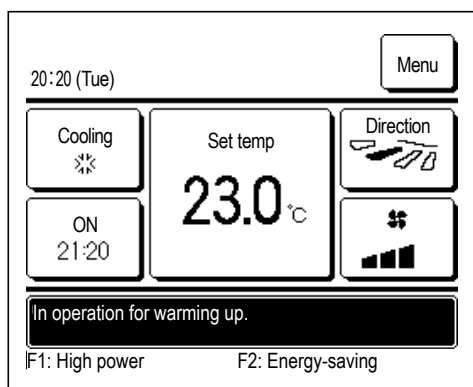 Menu
20:20 (Tue)
Cooling
Set temp
Direction
23.0 °C
ON
21:20
In operation for warming up.
F1: High power F2: Energy-saving